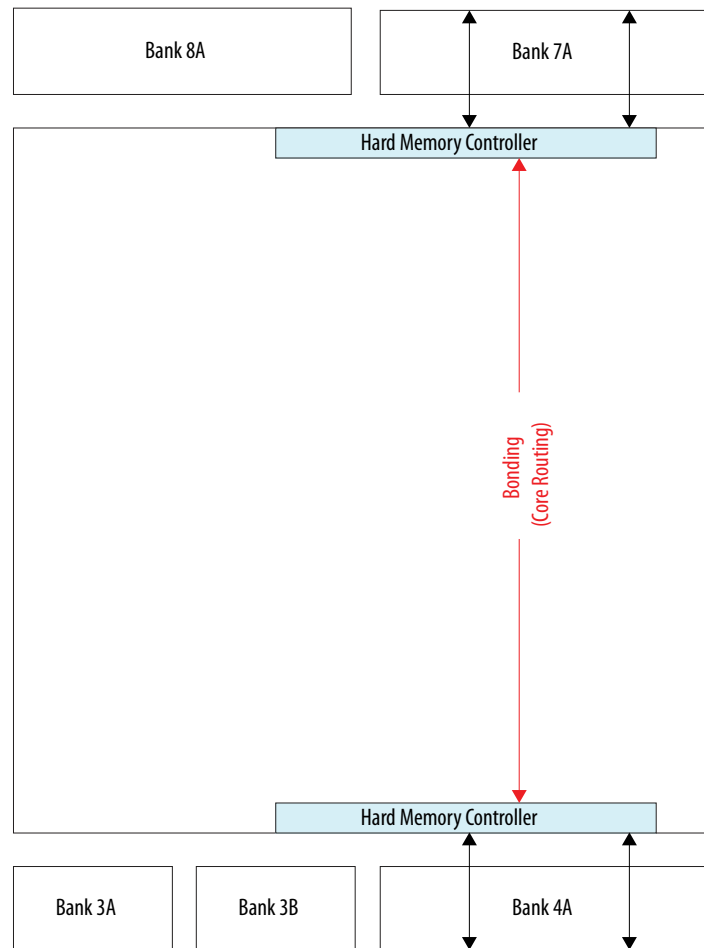 Bank 8A
Bank 7A
Hard Memory Controller
Bonding
(Core Routing)
Hard Memory Controller
Bank 3A
Bank 3B
Bank 4A